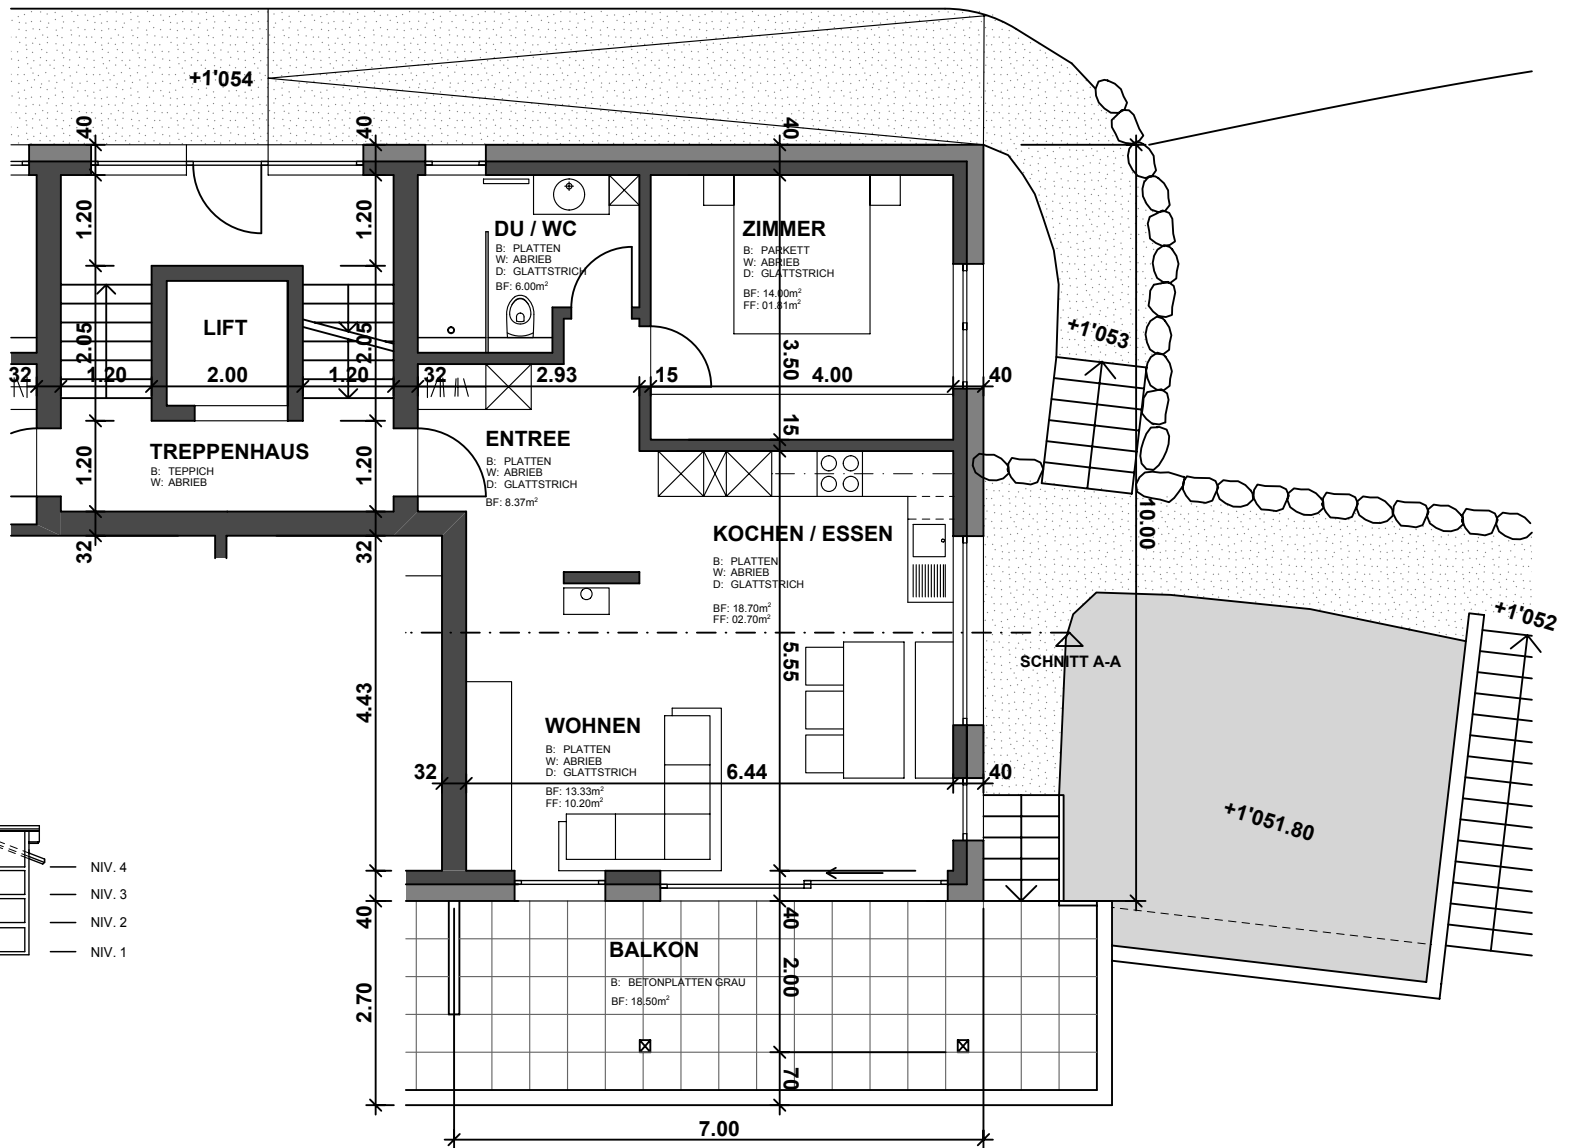 +1'054
40
40
40
1.20
1.20
DU / WC
B: PLATTEN
W: ABRIEB
D: GLATTSTRICH
BF: 6.00m²
ZIMMER
B: PARKETT
W: ABRIEB
D: GLATTSTRICH
BF: 14.00m²
FF: 01.81m²
LIFT
2.05
2.05
3.50
+1'053
32
1.20
2.00
1.20
32
2.93
15
4.00
40
15
TREPPENHAUS
B: TEPPICH
W: ABRIEB
1.20
1.20
ENTREE
B: PLATTEN
W: ABRIEB
D: GLATTSTRICH
BF: 8.37m²
32
32
KOCHEN / ESSEN
B: PLATTEN
W: ABRIEB
D: GLATTSTRICH
BF: 18.70m²
FF: 02.70m²
10.00
+1'052
5.55
SCHNITT A-A
4.43
WOHNEN
B: PLATTEN
W: ABRIEB
D: GLATTSTRICH
BF: 13.33m²
FF: 10.20m²
32
6.44
40
+1'051.80
NIV. 4
NIV. 3
NIV. 2
NIV. 1
40
40
BALKON
B: BETONPLATTEN GRAU
BF: 18.50m²
2.70
2.00
70
7.00